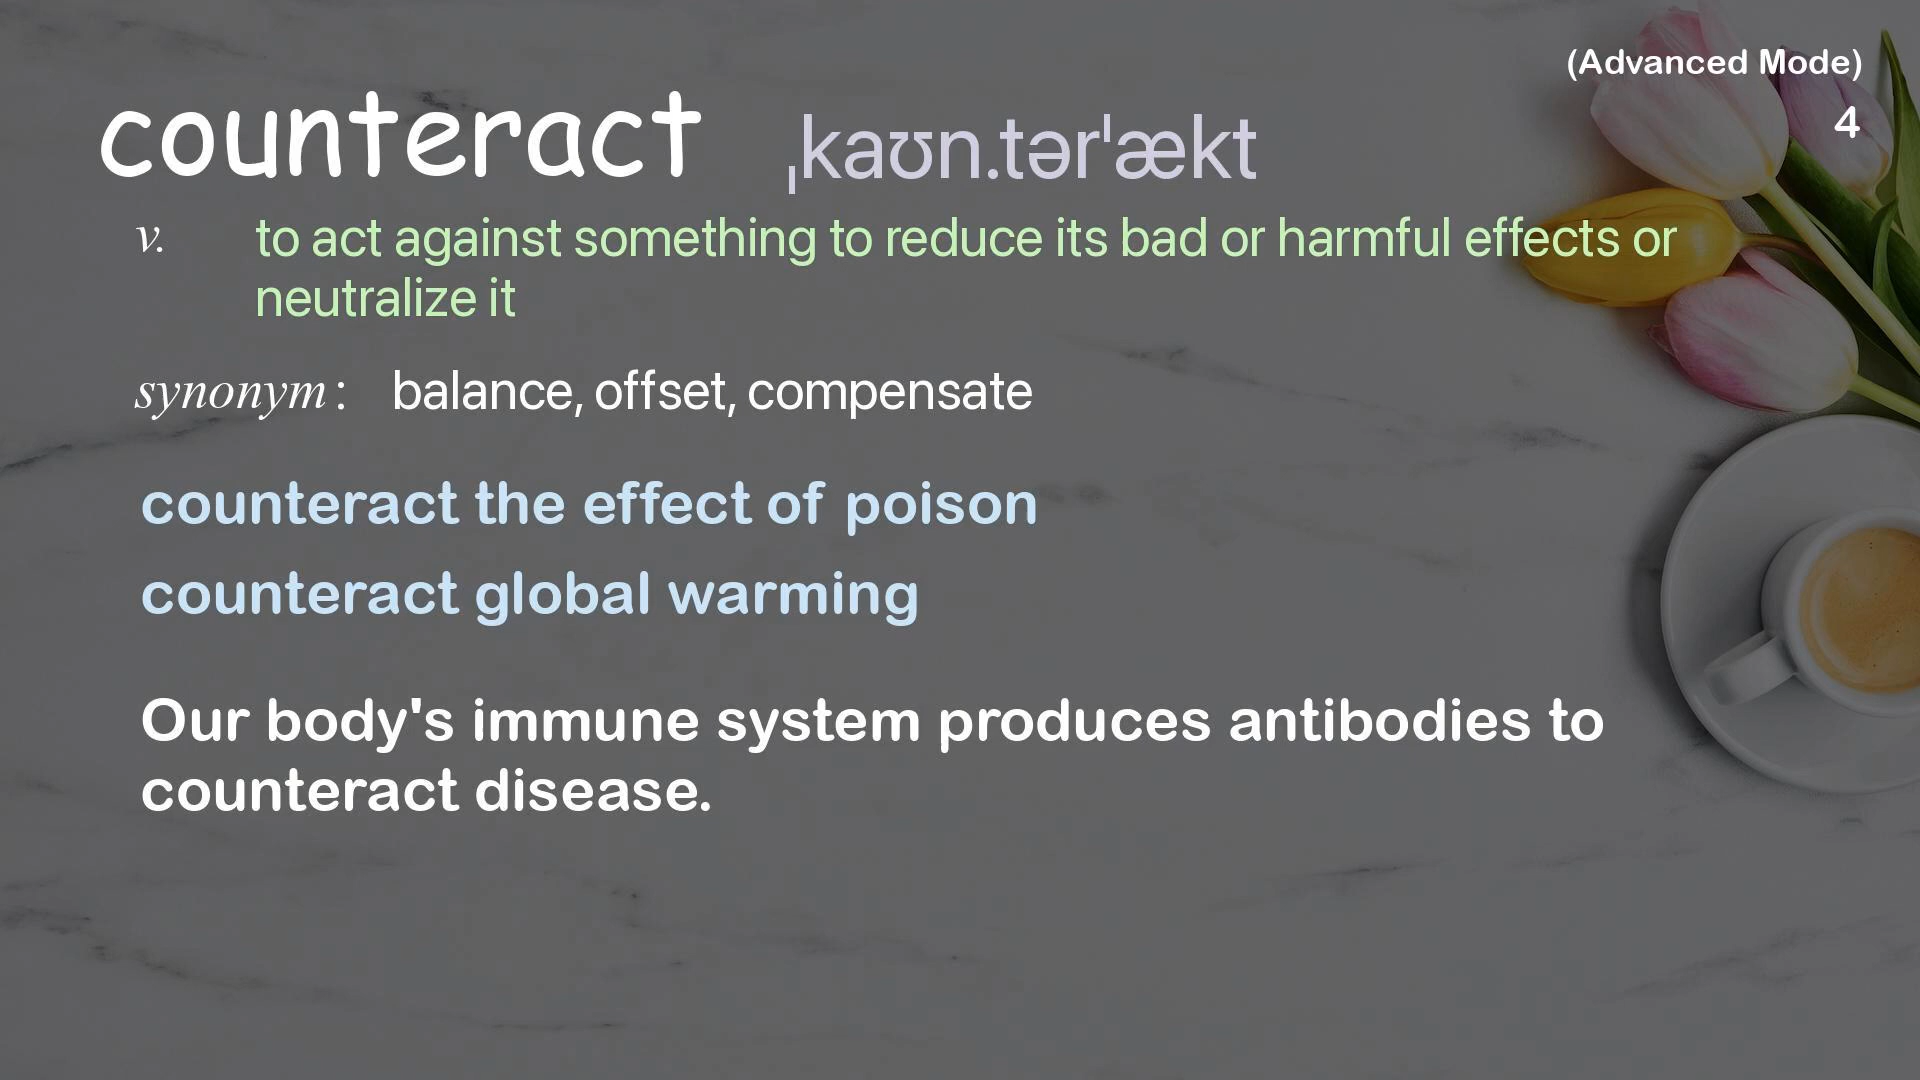 (Advanced Mode)
counteract ˌkaʊn.tərˈækt
4
v. to act against something to reduce its bad or harmful effects or
neutralize it
synonym : balance, offset, compensate
counteract the effect of poison
counteract global warming
Our body's immune system produces antibodies to
counteract disease.